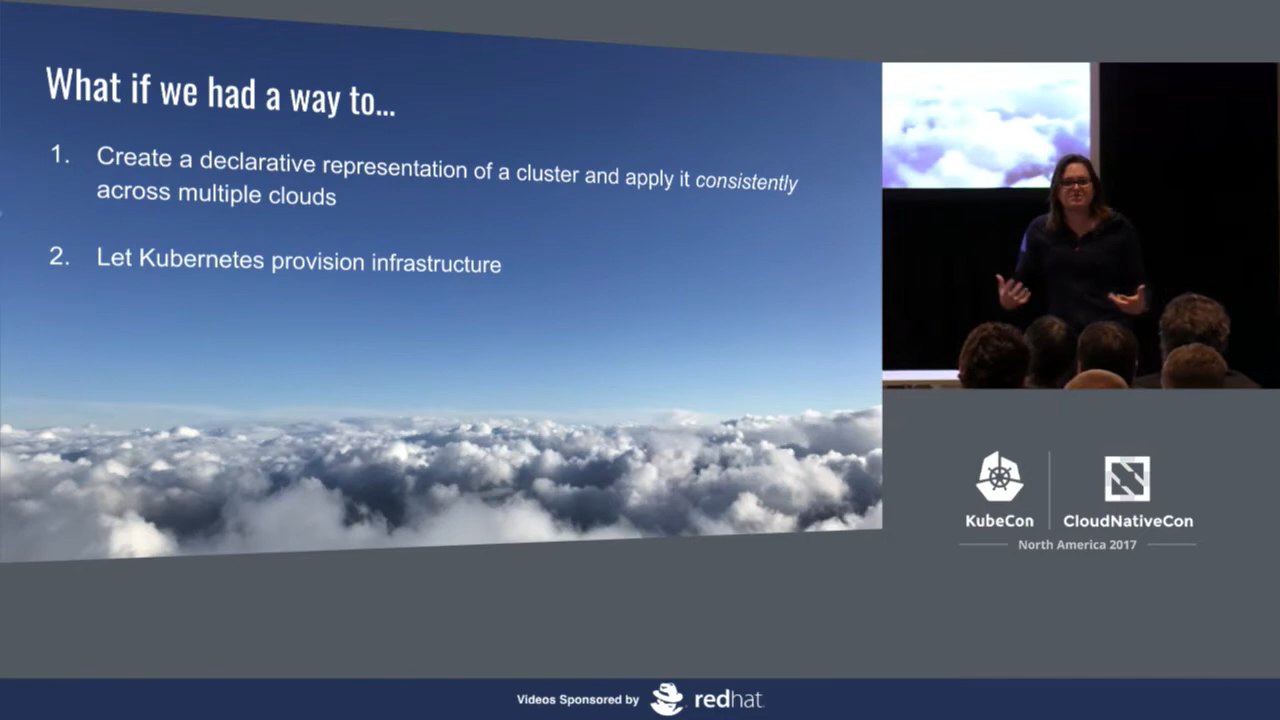 What if we had a way to...
1. Create a declarative representation of a cluster and apply it consistently
across multiple clouds
2. Let Kubernetes provision infrastructure
KubeCon
CloudNativeCon
North America 2017
Videos Sponsored by redhat.